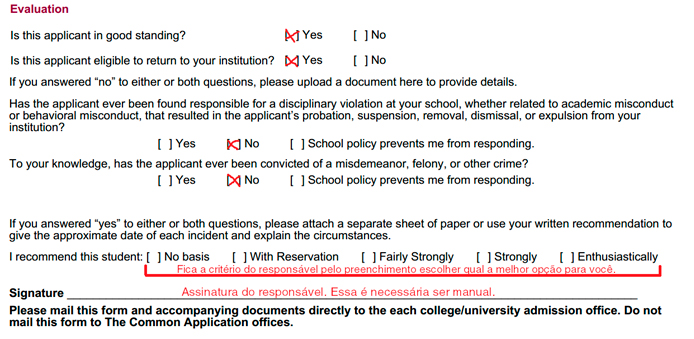 Evaluation
Is this applicant in good standing? [ ] Yes [ ] No
Is this applicant eligible to return to your institution? [ ] Yes [ ] No
If you answered “no” to either or both questions, please upload a document here to provide details.
Has the applicant ever been found responsible for a disciplinary violation at your school, whether related to academic misconduct
or behavioral misconduct, that resulted in the applicant’s probation, suspension, removal, dismissal, or expulsion from your
institution?
[ ] Yes [ ] No [ ] School policy prevents me from responding.
To your knowledge, has the applicant ever been convicted of a misdemeanor, felony, or other crime?
[ ] Yes [ ] No [ ] School policy prevents me from responding.
If you answered “yes” to either or both questions, please attach a separate sheet of paper or use your written recommendation to
give the approximate date of each incident and explain the circumstances.
I recommend this student: [ ] No basis [ ] With Reservation [ ] Fairly Strongly [ ] Strongly [ ] Enthusiastically
Fica a critério do responsável pelo preenchimento escolher qual a melhor opção para você.
Signature Assinatura do responsável. Essa é necessária ser manual.
Please mail this form and accompanying documents directly to the each college/university admission office. Do not
mail this form to The Common Application offices.